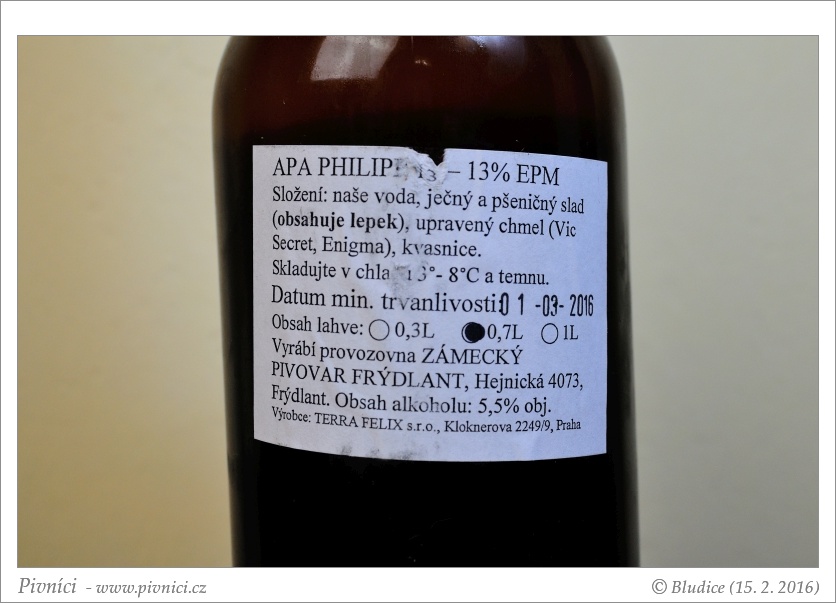 APA – 13% EPM
Složení: naše voda, ječný a pšeničný slad
(obsahuje lepek), upravený chmel (Vic
Secret, Enigma), kvasnice.
Skladujte v - 8°C a temnu.
Datum min. trvanlivosti: 01 -03- 2016
Obsah lahve: 0,3L 0,7L 1L
Vyrábí provozovna ZÁMECKÝ
PIVOVAR FRÝDLANT, Hejnická 4073,
Frýdlant. Obsah alkoholu: 5,5% obj.
Výrobce: TERRA FELIX s.r.o., Kloknerova 2249/9, Praha
Pivníci - www.pivnici.cz
© Bludice (15. 2. 2016)